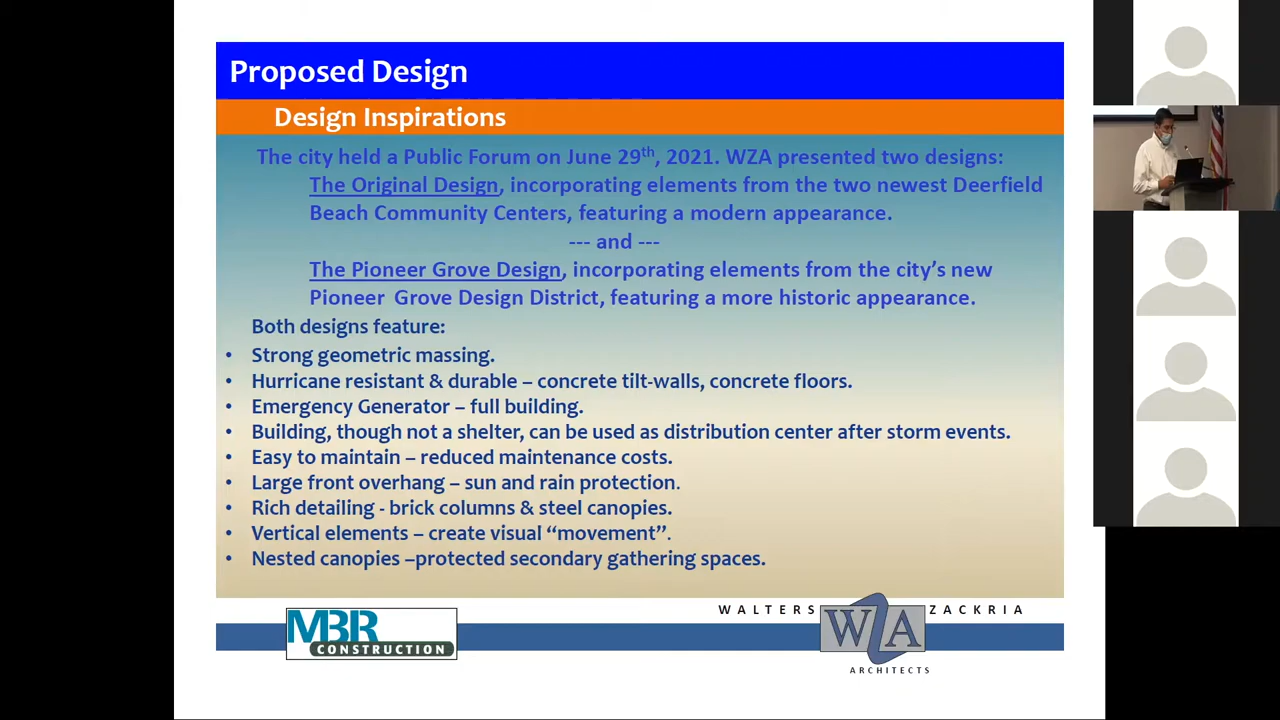 Proposed Design
Design Inspirations
The city held a Public Forum on June 29th, 2021. WZA presented two designs:
The Original Design, incorporating elements from the two newest Deerfield
Beach Community Centers, featuring a modern appearance.
--- and ---
The Pioneer Grove Design, incorporating elements from the city’s new
Pioneer Grove Design District, featuring a more historic appearance.
Both designs feature:
• Strong geometric massing.
• Hurricane resistant & durable – concrete tilt-walls, concrete floors.
• Emergency Generator – full building.
• Building, though not a shelter, can be used as distribution center after storm events.
• Easy to maintain – reduced maintenance costs.
• Large front overhang – sun and rain protection.
• Rich detailing - brick columns & steel canopies.
• Vertical elements – create visual “movement”.
• Nested canopies –protected secondary gathering spaces.
MBR
CONSTRUCTION
WALTERS ZACKRIA
WZA
ARCHITECTS